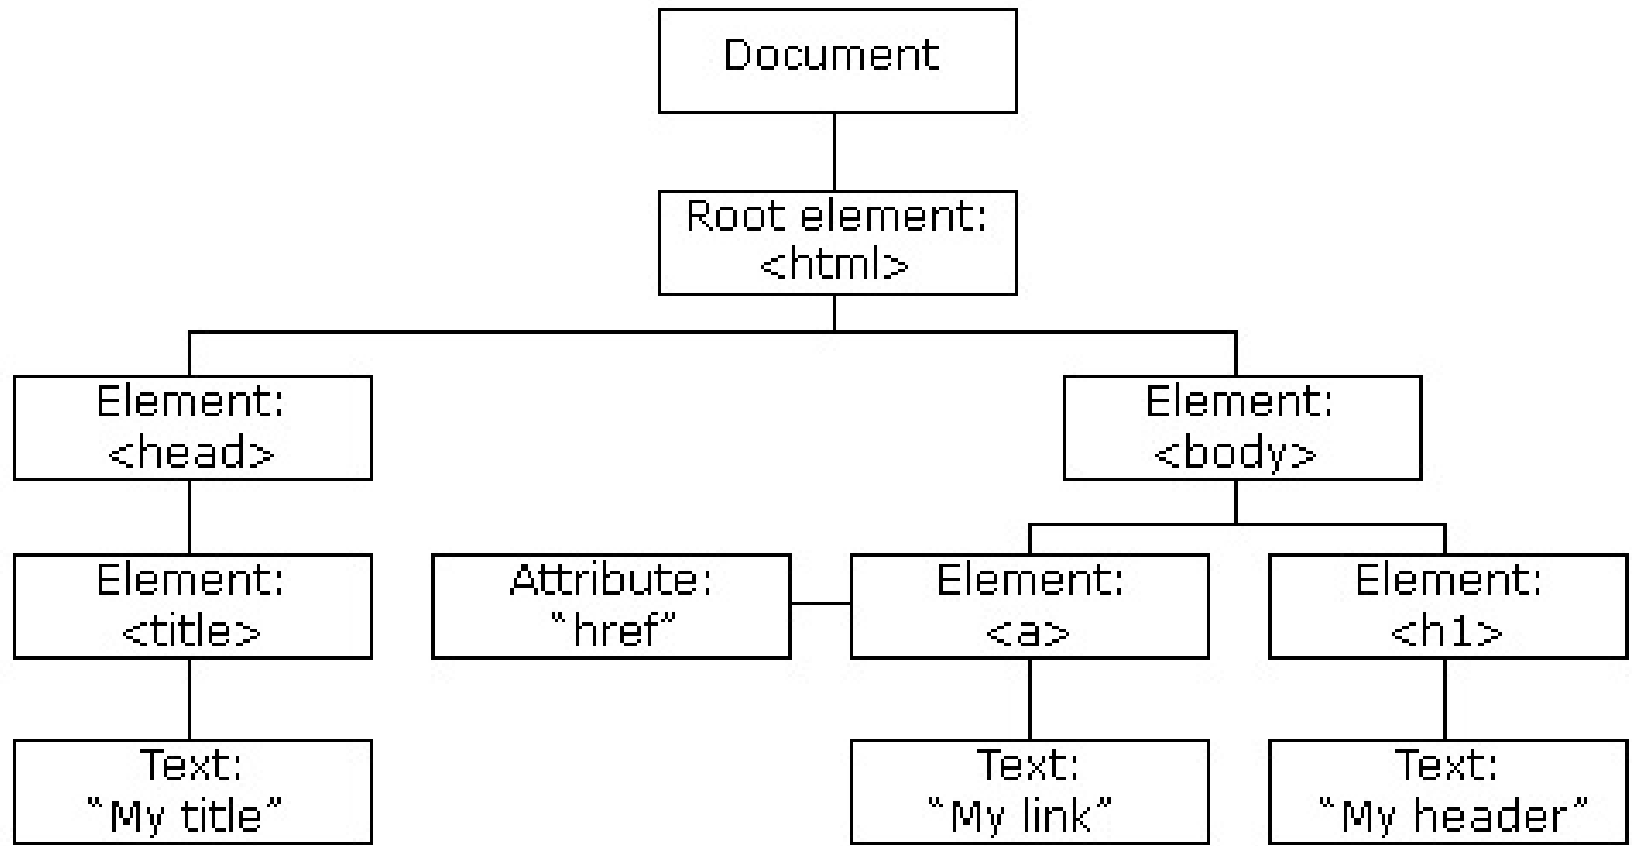 Document
Root element:
<html>
Element:
<head>
Element:
<body>
Element:
<title>
Attribute:
“href”
Element:
<a>
Element:
<h1>
Text:
“My title”
Text:
“My link”
Text:
“My header”